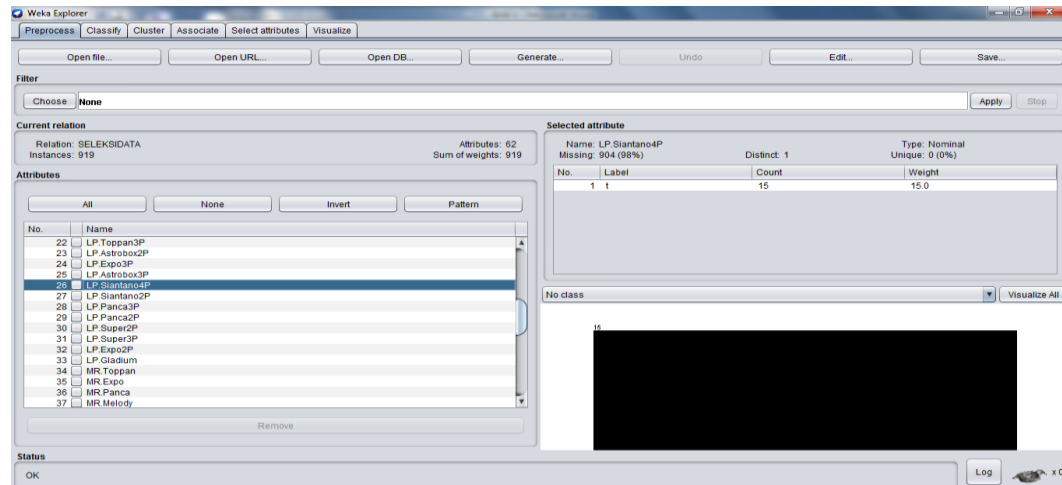 Weka Explorer
Preprocess Classify Cluster Associate Select attributes Visualize
Open file... Open URL... Open DB... Generate... Undo Edit... Save...
Filter
Choose None Apply Stop
Current relation
Relation: SELEKSIDATA Attributes: 62
Instances: 919 Sum of weights: 919
Selected attribute
Name: LP.Siantano4P Type: Nominal
Missing: 904 (98%) Distinct: 1 Unique: 0 (0%)
No. Label Count Weight
1 t 15 15.0
Attributes
All None Invert Pattern
No. Name
22 LP.Toppan3P
23 LP.Astrobox2P
24 LP.Expo3P
25 LP.Astrobox3P
26 LP.Siantano4P
27 LP.Siantano2P
28 LP.Panca3P
29 LP.Panca2P
30 LP.Super2P
31 LP.Super3P
32 LP.Expo2P
33 LP.Gladium
34 MR.Toppan
35 MR.Expo
36 MR.Panca
37 MR.Melody
Remove
No class Visualize All
15
Status
OK
Log x 0